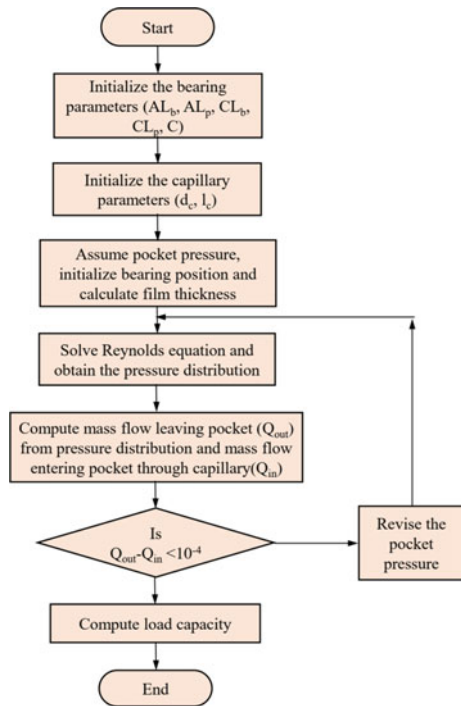 Start
Initialize the bearing
parameters (ALb, ALp, CLb,
CLp, C)
Initialize the capillary
parameters (dc, lc)
Assume pocket pressure,
initialize bearing position and
calculate film thickness
Solve Reynolds equation and
obtain the pressure distribution
Compute mass flow leaving pocket (Qout)
from pressure distribution and mass flow
entering pocket through capillary(Qin)
Is
Qout-Qin <10-4
Revise the
pocket
pressure
Compute load capacity
End